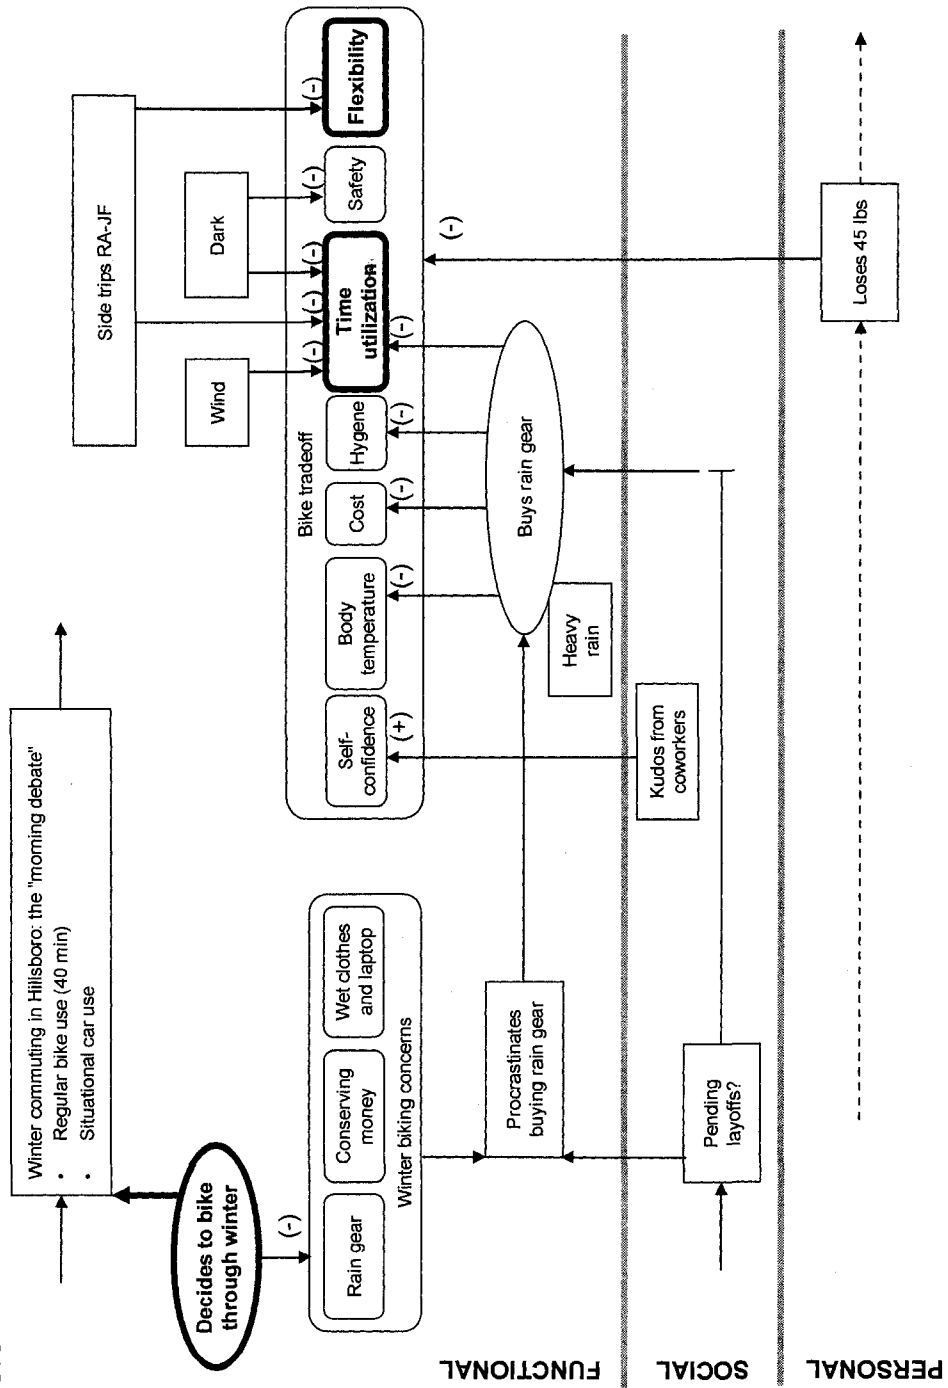 Winter commuting in Hillsboro: the "morning debate"
• Regular bike use (40 min)
• Situational car use
Decides to bike
through winter
(-)
Rain gear
Conserving
money
Wet clothes
and laptop
Winter biking concerns
Side trips RA-JF
Wind
Dark
(-)
(-)
(-)
(-)
(-)
Bike tradeoff
Self-
confidence
Body
temperature
Cost
Hygene
Time
utilization
Safety
Flexibility
(+)
(-)
(-)
(-)
(-)
(-)
Procrastinates
buying rain gear
Heavy
rain
Buys rain gear
Kudos from
coworkers
Pending
layoffs?
Loses 45 lbs
FUNCTIONAL
SOCIAL
PERSONAL